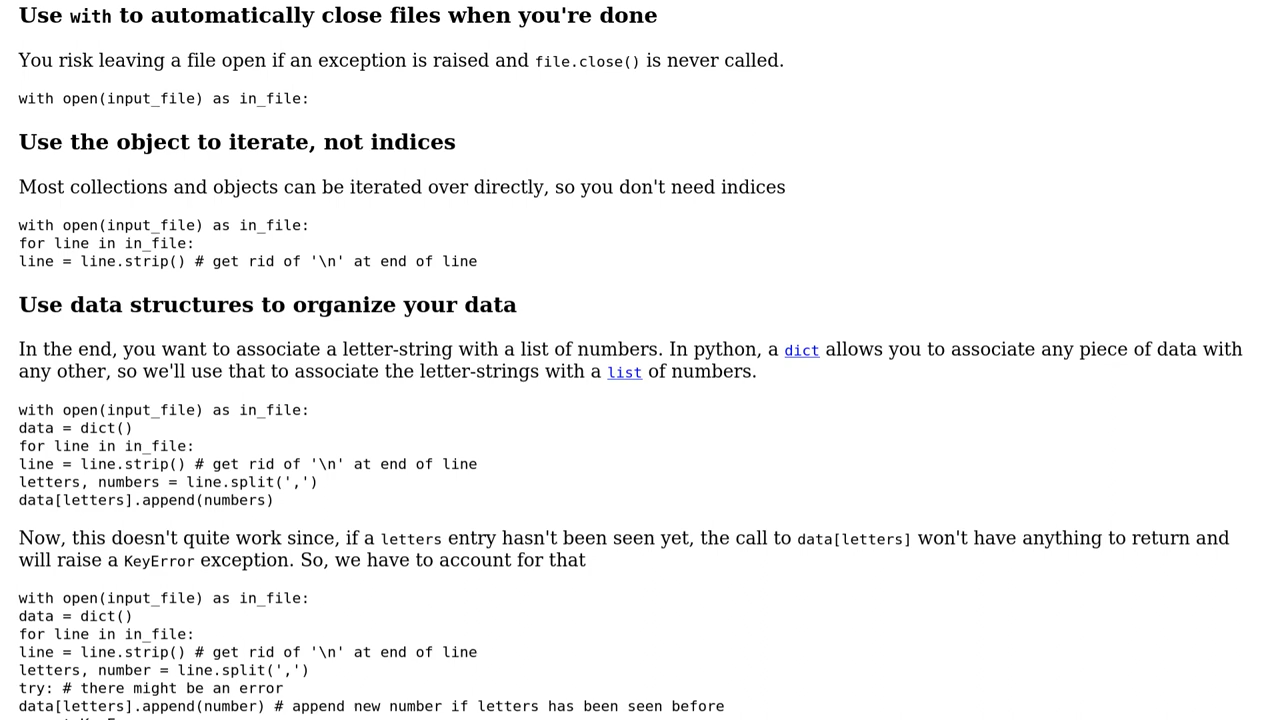 Use with to automatically close files when you're done
You risk leaving a file open if an exception is raised and file.close() is never called.
with open(input_file) as in_file:
Use the object to iterate, not indices
Most collections and objects can be iterated over directly, so you don't need indices
with open(input_file) as in_file:
for line in in_file:
line = line.strip() # get rid of '\n' at end of line
Use data structures to organize your data
In the end, you want to associate a letter-string with a list of numbers. In python, a dict allows you to associate any piece of data with
any other, so we'll use that to associate the letter-strings with a list of numbers.
with open(input_file) as in_file:
data = dict()
for line in in_file:
line = line.strip() # get rid of '\n' at end of line
letters, numbers = line.split(',')
data[letters].append(numbers)
Now, this doesn't quite work since, if a letters entry hasn't been seen yet, the call to data[letters] won't have anything to return and
will raise a KeyError exception. So, we have to account for that
with open(input_file) as in_file:
data = dict()
for line in in_file:
line = line.strip() # get rid of '\n' at end of line
letters, number = line.split(',')
try: # there might be an error
data[letters].append(number) # append new number if letters has been seen before